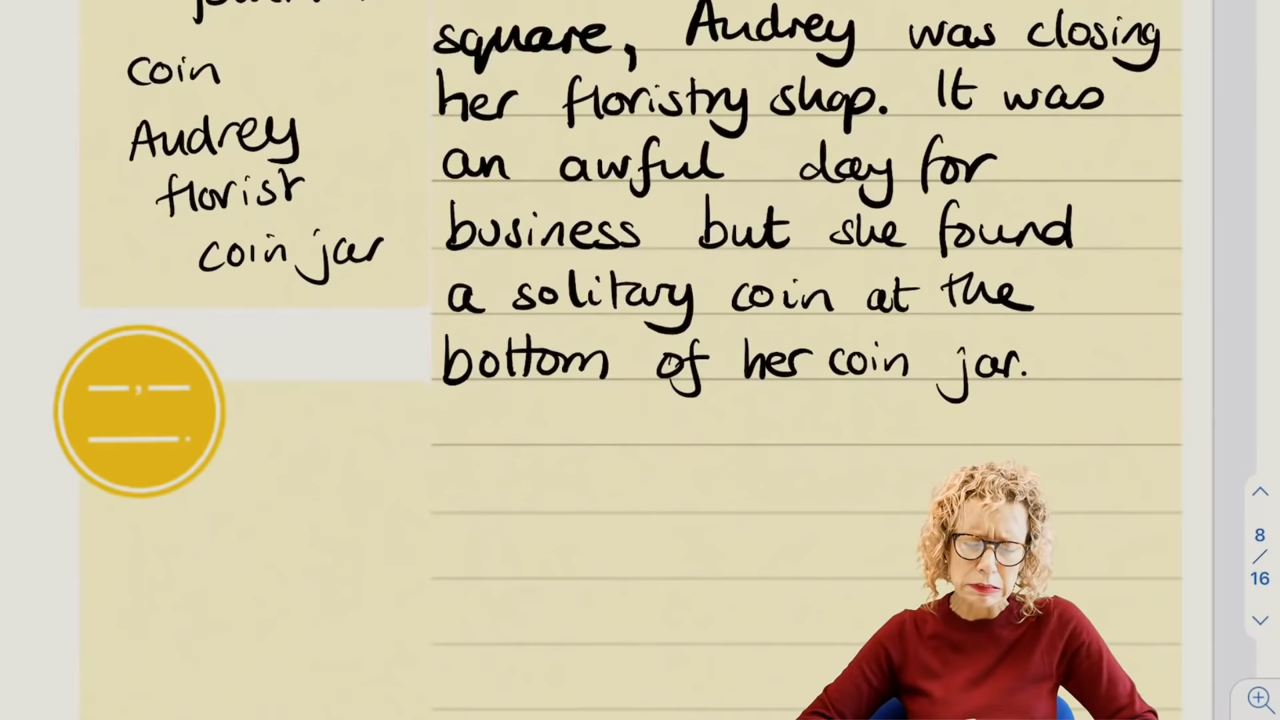 coin
Audrey
florist
coin jar
square, Audrey was closing
her floristry shop. It was
an awful day for
business but she found
a solitary coin at the
bottom of her coin jar.
8
/
16